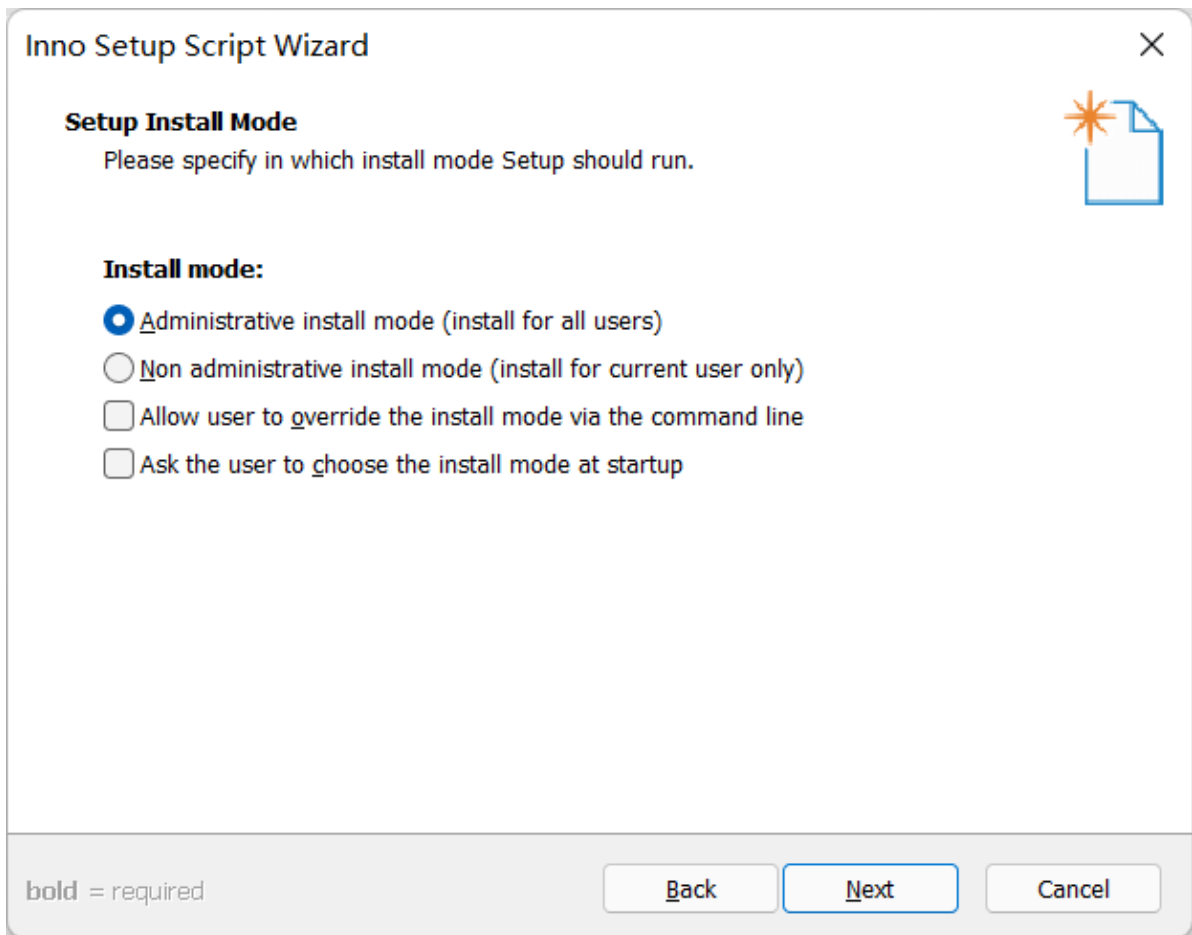 Inno Setup Script Wizard
Setup Install Mode
Please specify in which install mode Setup should run.
Install mode:
Administrative install mode (install for all users)
Non administrative install mode (install for current user only)
Allow user to override the install mode via the command line
Ask the user to choose the install mode at startup
bold = required
Back
Next
Cancel